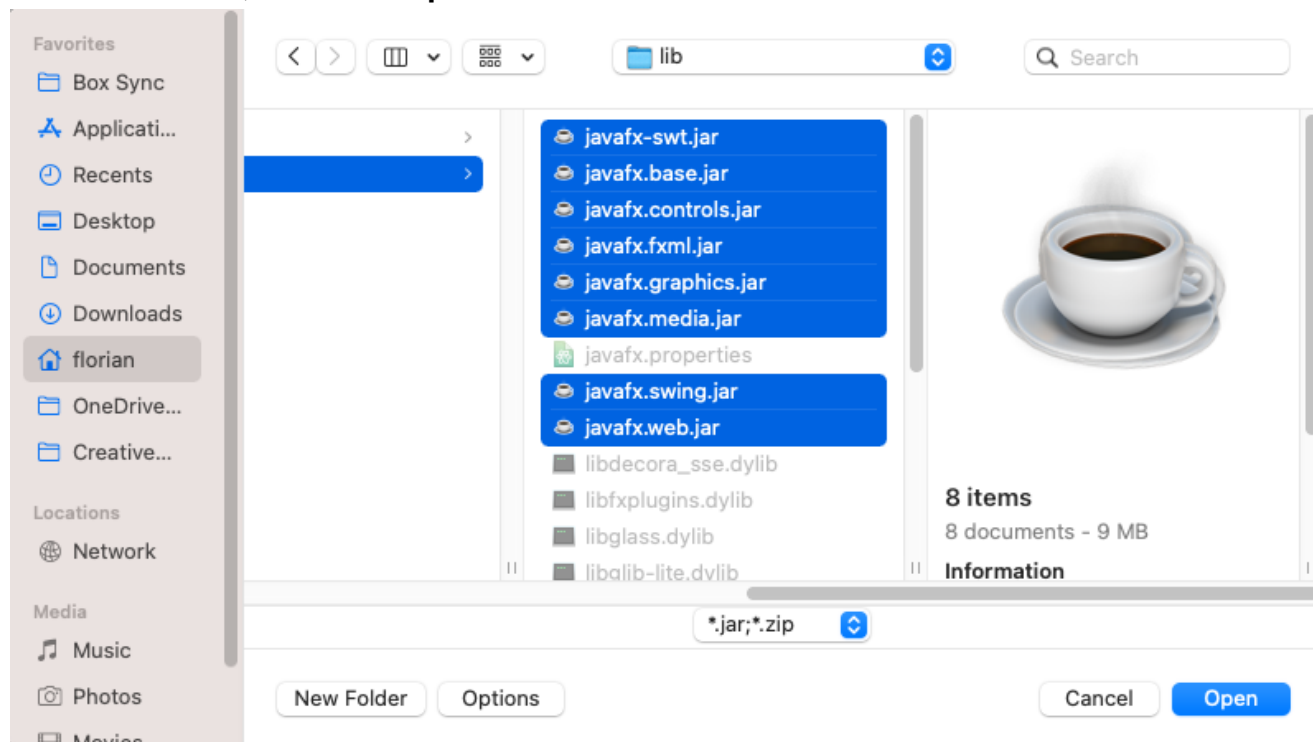 Favorites
Box Sync
Applicati...
Recents
Desktop
Documents
Downloads
florian
OneDrive...
Creative...
Locations
Network
Media
Music
Photos
Movies
lib
Search
javafx-swt.jar
javafx.base.jar
javafx.controls.jar
javafx.fxml.jar
javafx.graphics.jar
javafx.media.jar
javafx.properties
javafx.swing.jar
javafx.web.jar
libdecora_sse.dylib
libfxplugins.dylib
libglass.dylib
libglib-lite.dylib
8 items
8 documents - 9 MB
Information
*.jar;*.zip
New Folder
Options
Cancel
Open